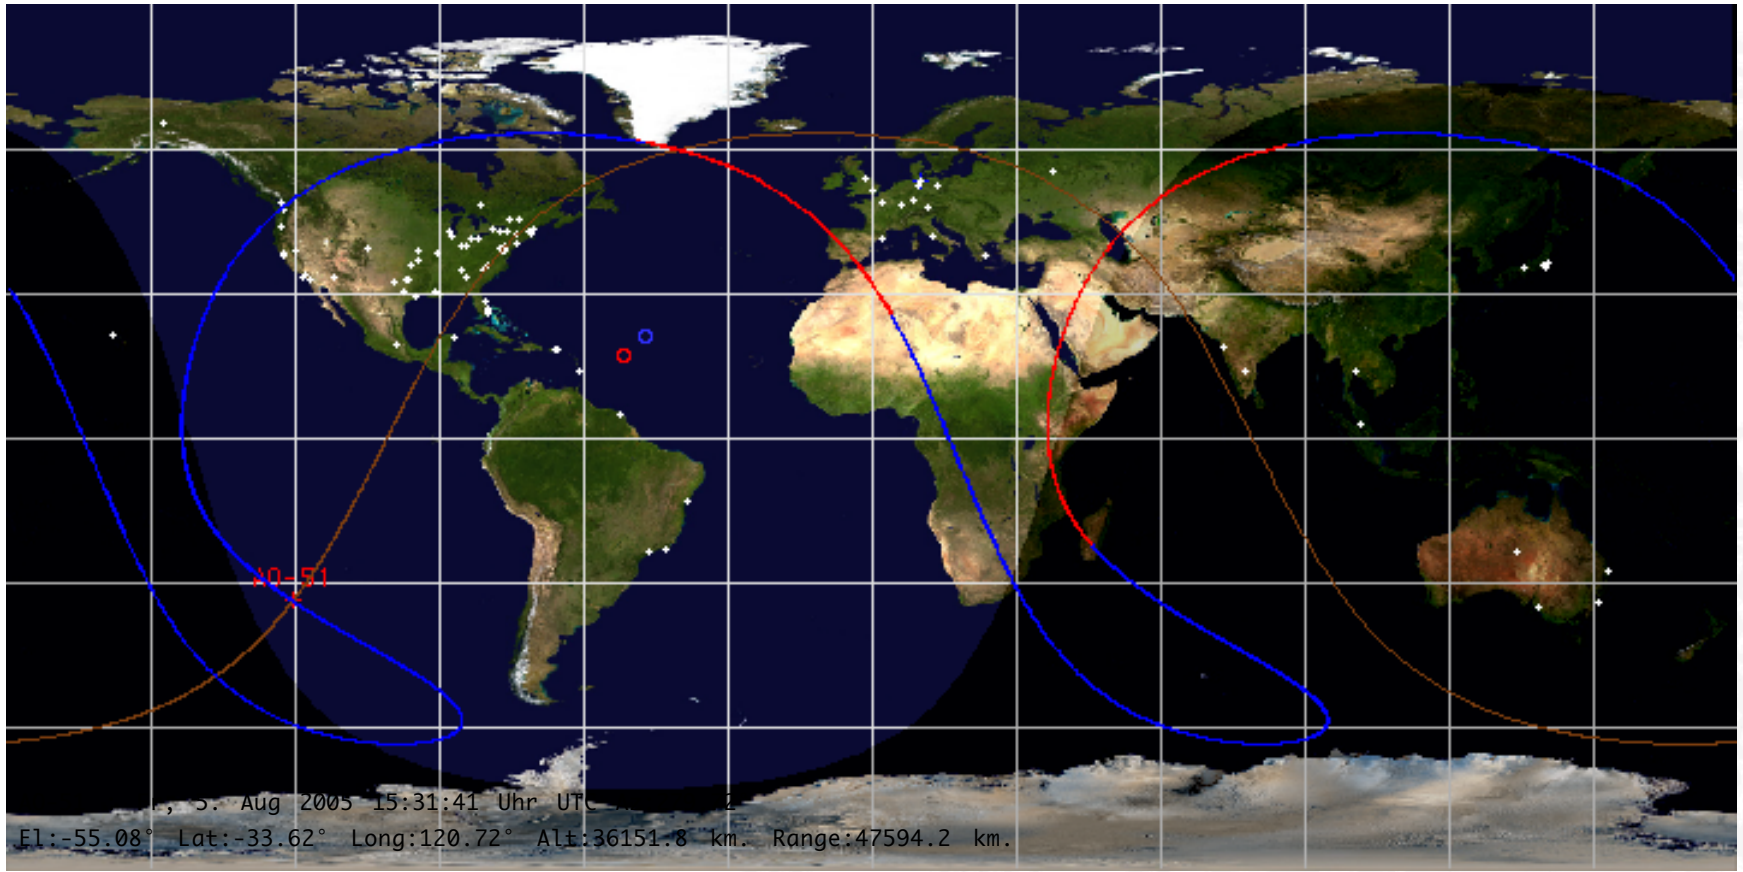 AO-51
5. Aug 2005 15:31:41 Uhr UTC
El:-55.08° Lat:-33.62° Long:120.72° Alt:36151.8 km. Range:47594.2 km.